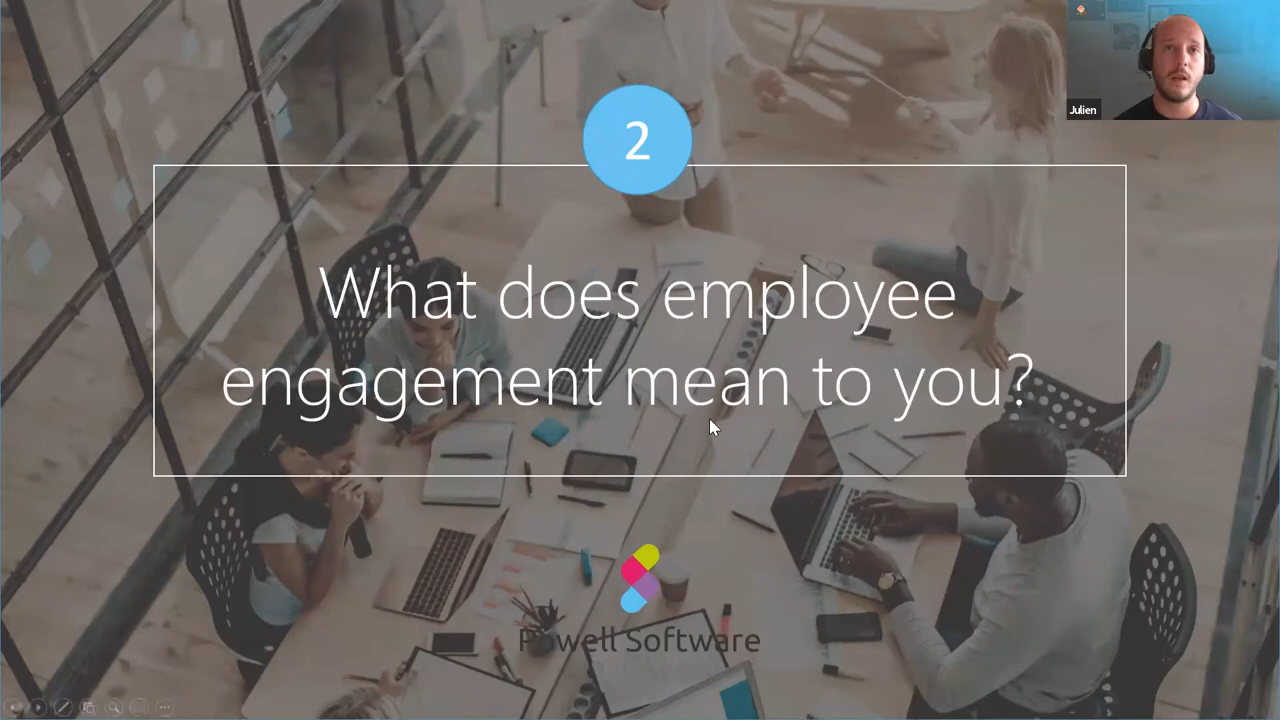 Julien
2
What does employee
engagement mean to you?
Powell Software